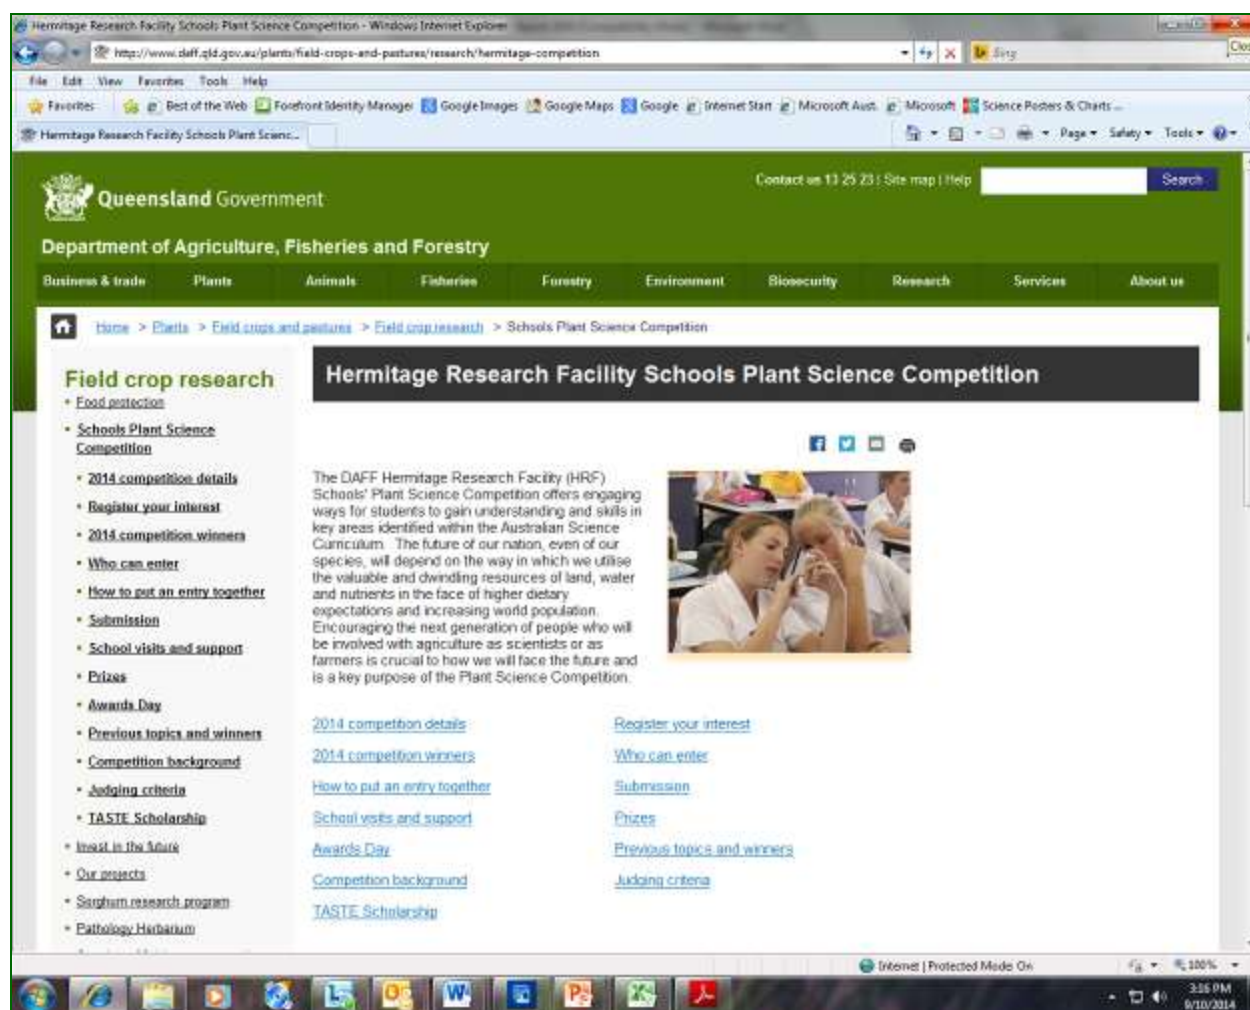 Hermitage Research Facility Schools Plant Science Competition - Windows Internet Explorer
http://www.daff.qld.gov.au/plants/field-crops-and-pastures/research/hermitage-competition
Bing
Clos
File Edit View Favorites Tools Help
Favorites Best of the Web Forefront Identity Manager Google Images Google Maps Google Internet Start Microsoft Aust. Microsoft Science Posters & Charts ...
Hermitage Research Facility Schools Plant Scienc...
Page Safety Tools
Queensland Government
Contact us 13 25 23 | Site map | Help
Search
Department of Agriculture, Fisheries and Forestry
Business & trade Plants Animals Fisheries Forestry Environment Biosecurity Research Services About us
Home > Plants > Field crops and pastures > Field crop research > Schools Plant Science Competition
Field crop research
Food protection
Schools Plant Science
Competition
2014 competition details
Register your interest
2014 competition winners
Who can enter
How to put an entry together
Submission
School visits and support
Prizes
Awards Day
Previous topics and winners
Competition background
Judging criteria
TASTE Scholarship
Invest in the future
Our projects
Sorghum research program
Pathology Herbarium
Hermitage Research Facility Schools Plant Science Competition
The DAFF Hermitage Research Facility (HRF)
Schools' Plant Science Competition offers engaging
ways for students to gain understanding and skills in
key areas identified within the Australian Science
Curriculum. The future of our nation, even of our
species, will depend on the way in which we utilise
the valuable and dwindling resources of land, water
and nutrients in the face of higher dietary
expectations and increasing world population.
Encouraging the next generation of people who will
be involved with agriculture as scientists or as
farmers is crucial to how we will face the future and
is a key purpose of the Plant Science Competition.
2014 competition details
Register your interest
2014 competition winners
Who can enter
How to put an entry together
Submission
School visits and support
Prizes
Awards Day
Previous topics and winners
Competition background
Judging criteria
TASTE Scholarship
Internet | Protected Mode: On
100%
3:16 PM
9/10/2014